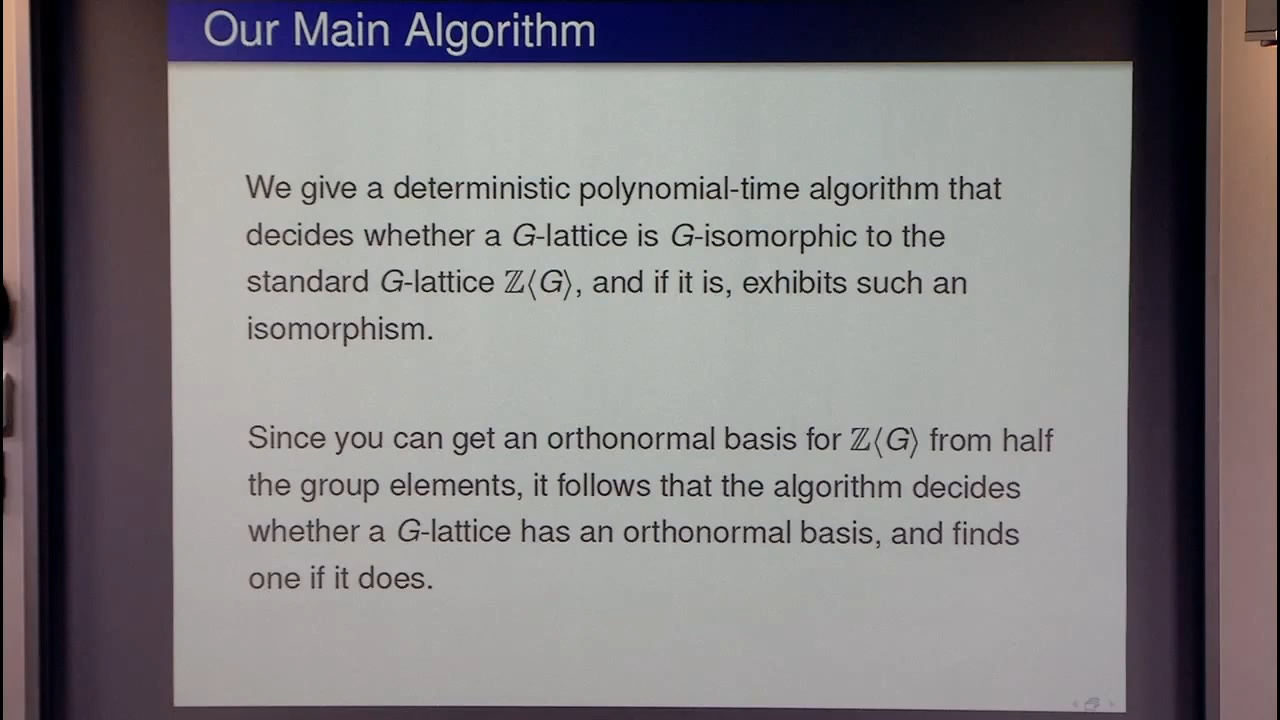 Our Main Algorithm
We give a deterministic polynomial-time algorithm that
decides whether a G-lattice is G-isomorphic to the
standard G-lattice ℤ⟨G⟩, and if it is, exhibits such an
isomorphism.
Since you can get an orthonormal basis for ℤ⟨G⟩ from half
the group elements, it follows that the algorithm decides
whether a G-lattice has an orthonormal basis, and finds
one if it does.